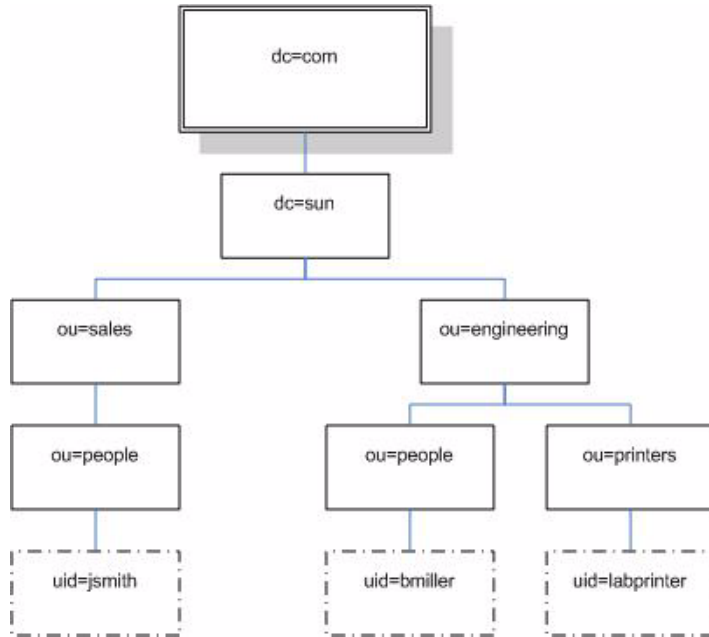 dc=com
dc=sun
ou=sales
ou=engineering
ou=people
ou=people
ou=printers
uid=jsmith
uid=bmiller
uid=labprinter